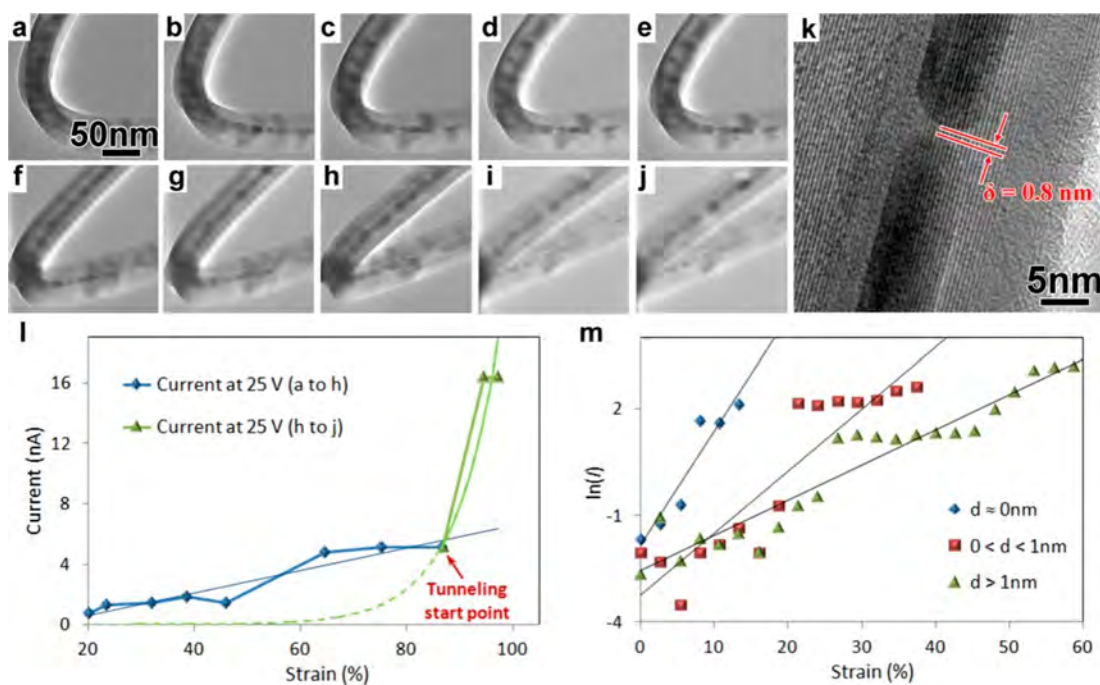 a
b
c
d
e
50nm
f
g
h
i
j
k
δ = 0.8 nm
5nm
l
Current at 25 V (a to h)
Current at 25 V (h to j)
Tunneling
start point
16
12
8
4
0
20
40
60
80
100
Current (nA)
Strain (%)
m
d ≈ 0nm
0 < d < 1nm
d > 1nm
2
-1
-4
0
10
20
30
40
50
60
ln(I)
Strain (%)